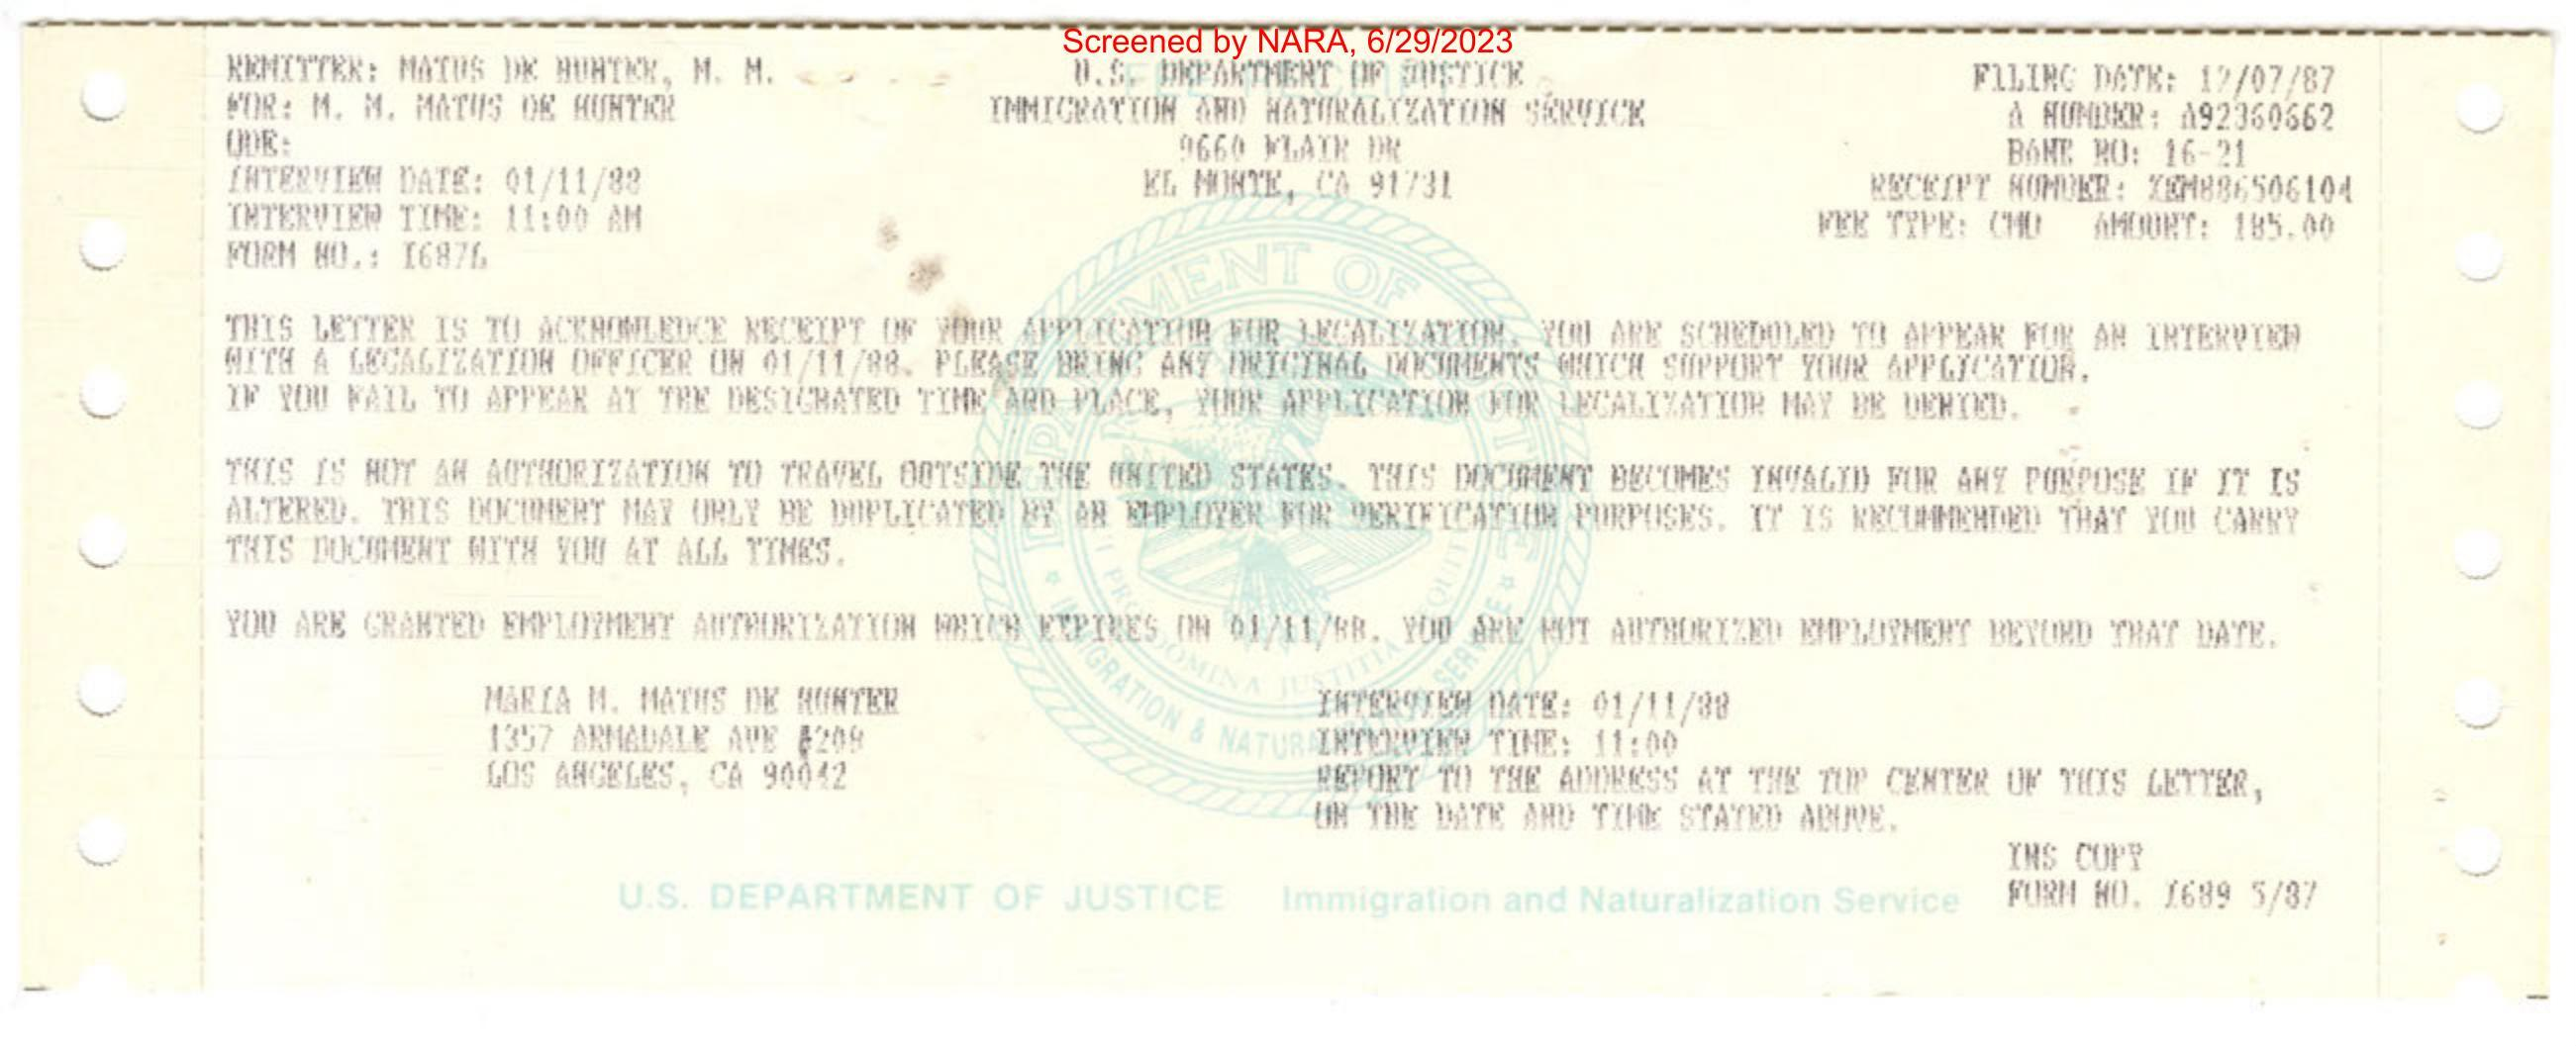 Screened by NARA, 6/29/2023
REMITTER: MATUS DE HUNTER, M. M.
FOR: M. M. MATUS DE HUNTER
DOE:
INTERVIEW DATE: 01/11/88
INTERVIEW TIME: 11:00 AM
FORM NO.: I687L
U.S. DEPARTMENT OF JUSTICE
IMMIGRATION AND NATURALIZATION SERVICE
9660 FLAIR DR
EL MONTE, CA 91731
FILING DATE: 12/07/87
A NUMBER: A92360662
BANK NO: 16-21
RECEIPT NUMBER: XEM886506104
FEE TYPE: CMO AMOUNT: 185.00
THIS LETTER IS TO ACKNOWLEDGE RECEIPT OF YOUR APPLICATION FOR LEGALIZATION. YOU ARE SCHEDULED TO APPEAR FOR AN INTERVIEW
WITH A LEGALIZATION OFFICER ON 01/11/88. PLEASE BRING ANY ORIGINAL DOCUMENTS WHICH SUPPORT YOUR APPLICATION.
IF YOU FAIL TO APPEAR AT THE DESIGNATED TIME AND PLACE, YOUR APPLICATION FOR LEGALIZATION MAY BE DENIED.
THIS IS NOT AN AUTHORIZATION TO TRAVEL OUTSIDE THE UNITED STATES. THIS DOCUMENT BECOMES INVALID FOR ANY PURPOSE IF IT IS
ALTERED. THIS DOCUMENT MAY ONLY BE DUPLICATED BY AN EMPLOYER FOR VERIFICATION PURPOSES. IT IS RECOMMENDED THAT YOU CARRY
THIS DOCUMENT WITH YOU AT ALL TIMES.
YOU ARE GRANTED EMPLOYMENT AUTHORIZATION WHICH EXPIRES ON 01/11/88. YOU ARE NOT AUTHORIZED EMPLOYMENT BEYOND THAT DATE.
MARIA M. MATUS DE HUNTER
1357 ARMADALE AVE #208
LOS ANGELES, CA 90042
INTERVIEW DATE: 01/11/88
INTERVIEW TIME: 11:00
REPORT TO THE ADDRESS AT THE TOP CENTER OF THIS LETTER,
ON THE DATE AND TIME STATED ABOVE.
INS COPY
FORM NO. I689 5/87
DEPARTMENT OF JUSTICE
IMMIGRATION & NATURALIZATION SERVICE
U.S. DEPARTMENT OF JUSTICE Immigration and Naturalization Service